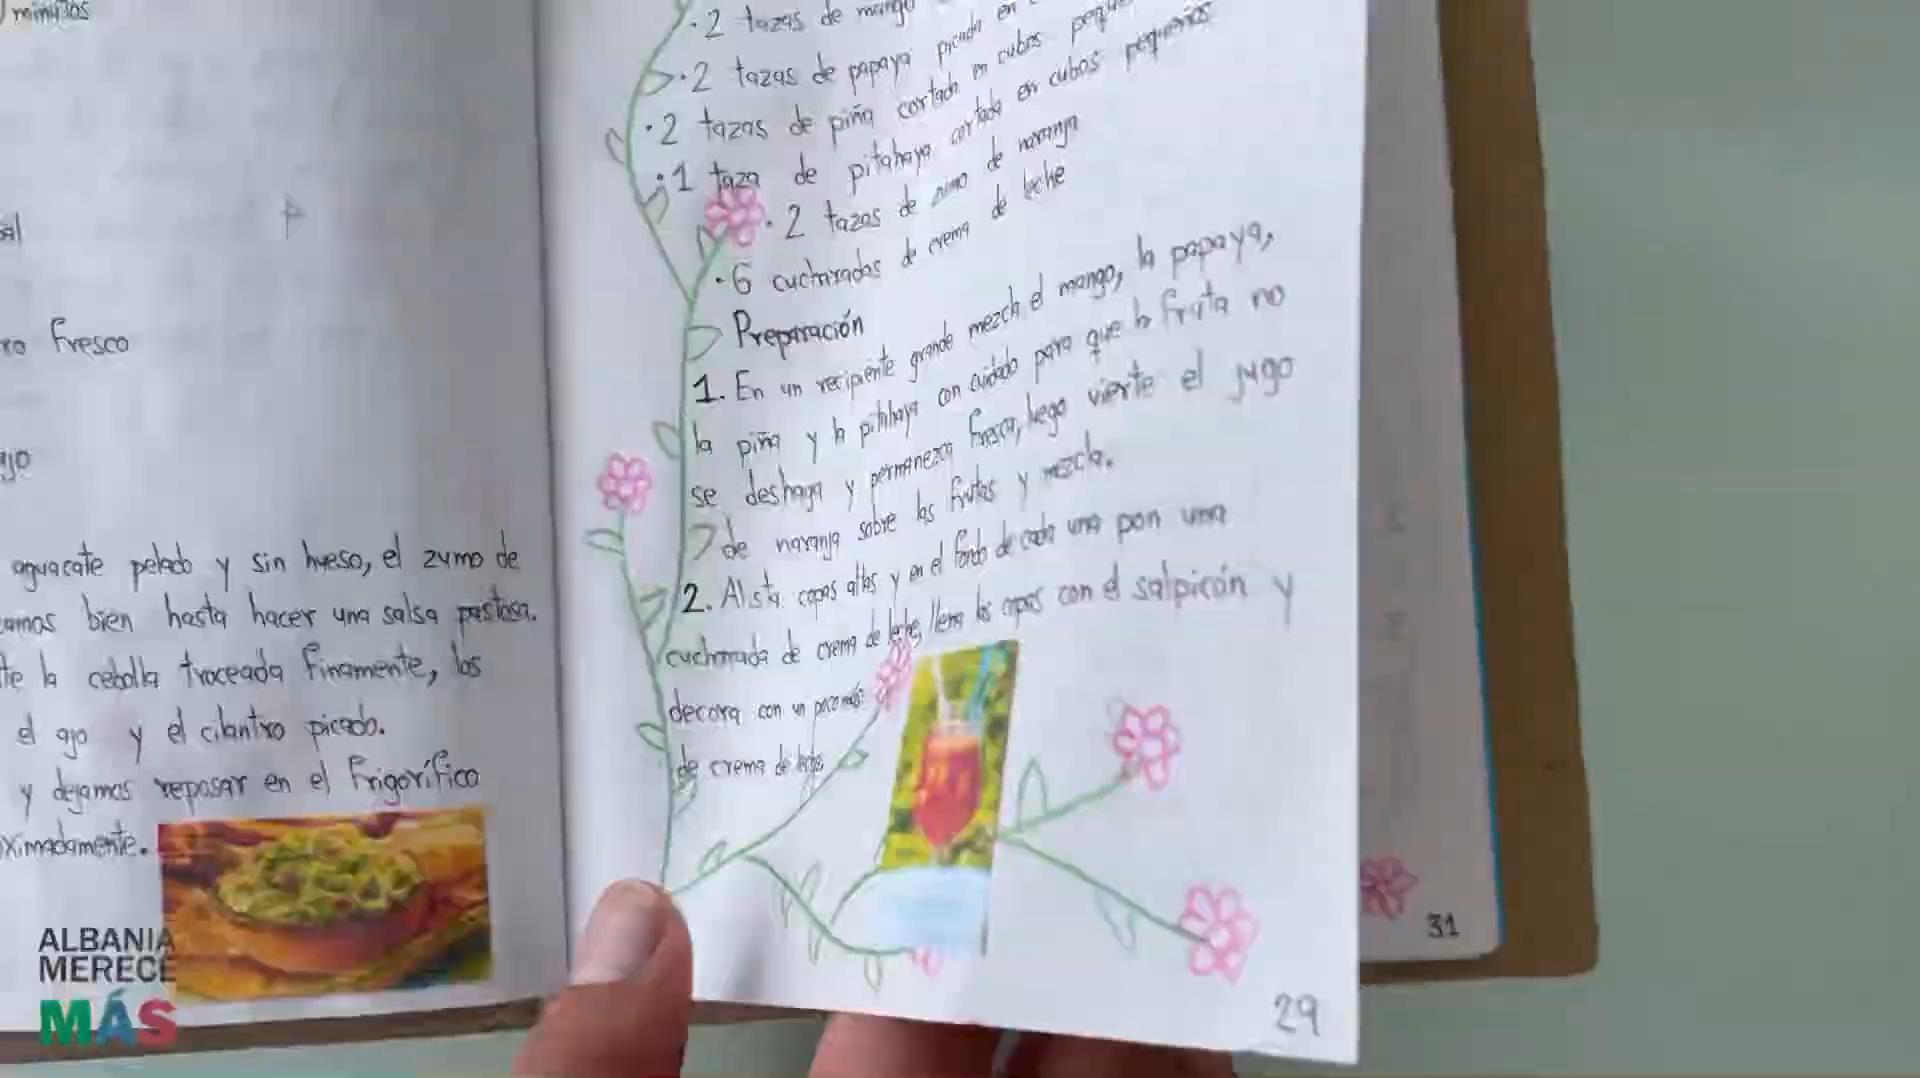 minutos
ro fresco
aguacate pelado y sin hueso, el zumo de
amos bien hasta hacer una salsa pastosa.
te la cebolla troceada finamente, los
el ajo y el cilantro picado.
y dejamos reposar en el frigorífico
oximadamente.
· 2 tazas de mango
· 2 tazas de papaya picada en
· 2 tazas de piña cortada en cubos
· 1 taza de pitahaya cortada en cubos pequeños
· 2 tazas de zumo de naranja
· 6 cucharadas de crema de leche
Preparación
1. En un recipiente grande mezcla el mango, la papaya,
la piña y la pitahaya con cuidado para que la fruta no
se deshaga y permanezca fresca, luego vierte el jugo
de naranja sobre las frutas y mezcla.
2. Alista copas altas y en el fondo de cada una pon una
cucharada de crema de leche, llena las copas con el salpicón y
decora con un poco más
de crema de leche
29
31
ALBANIA
MERECE
MÁS